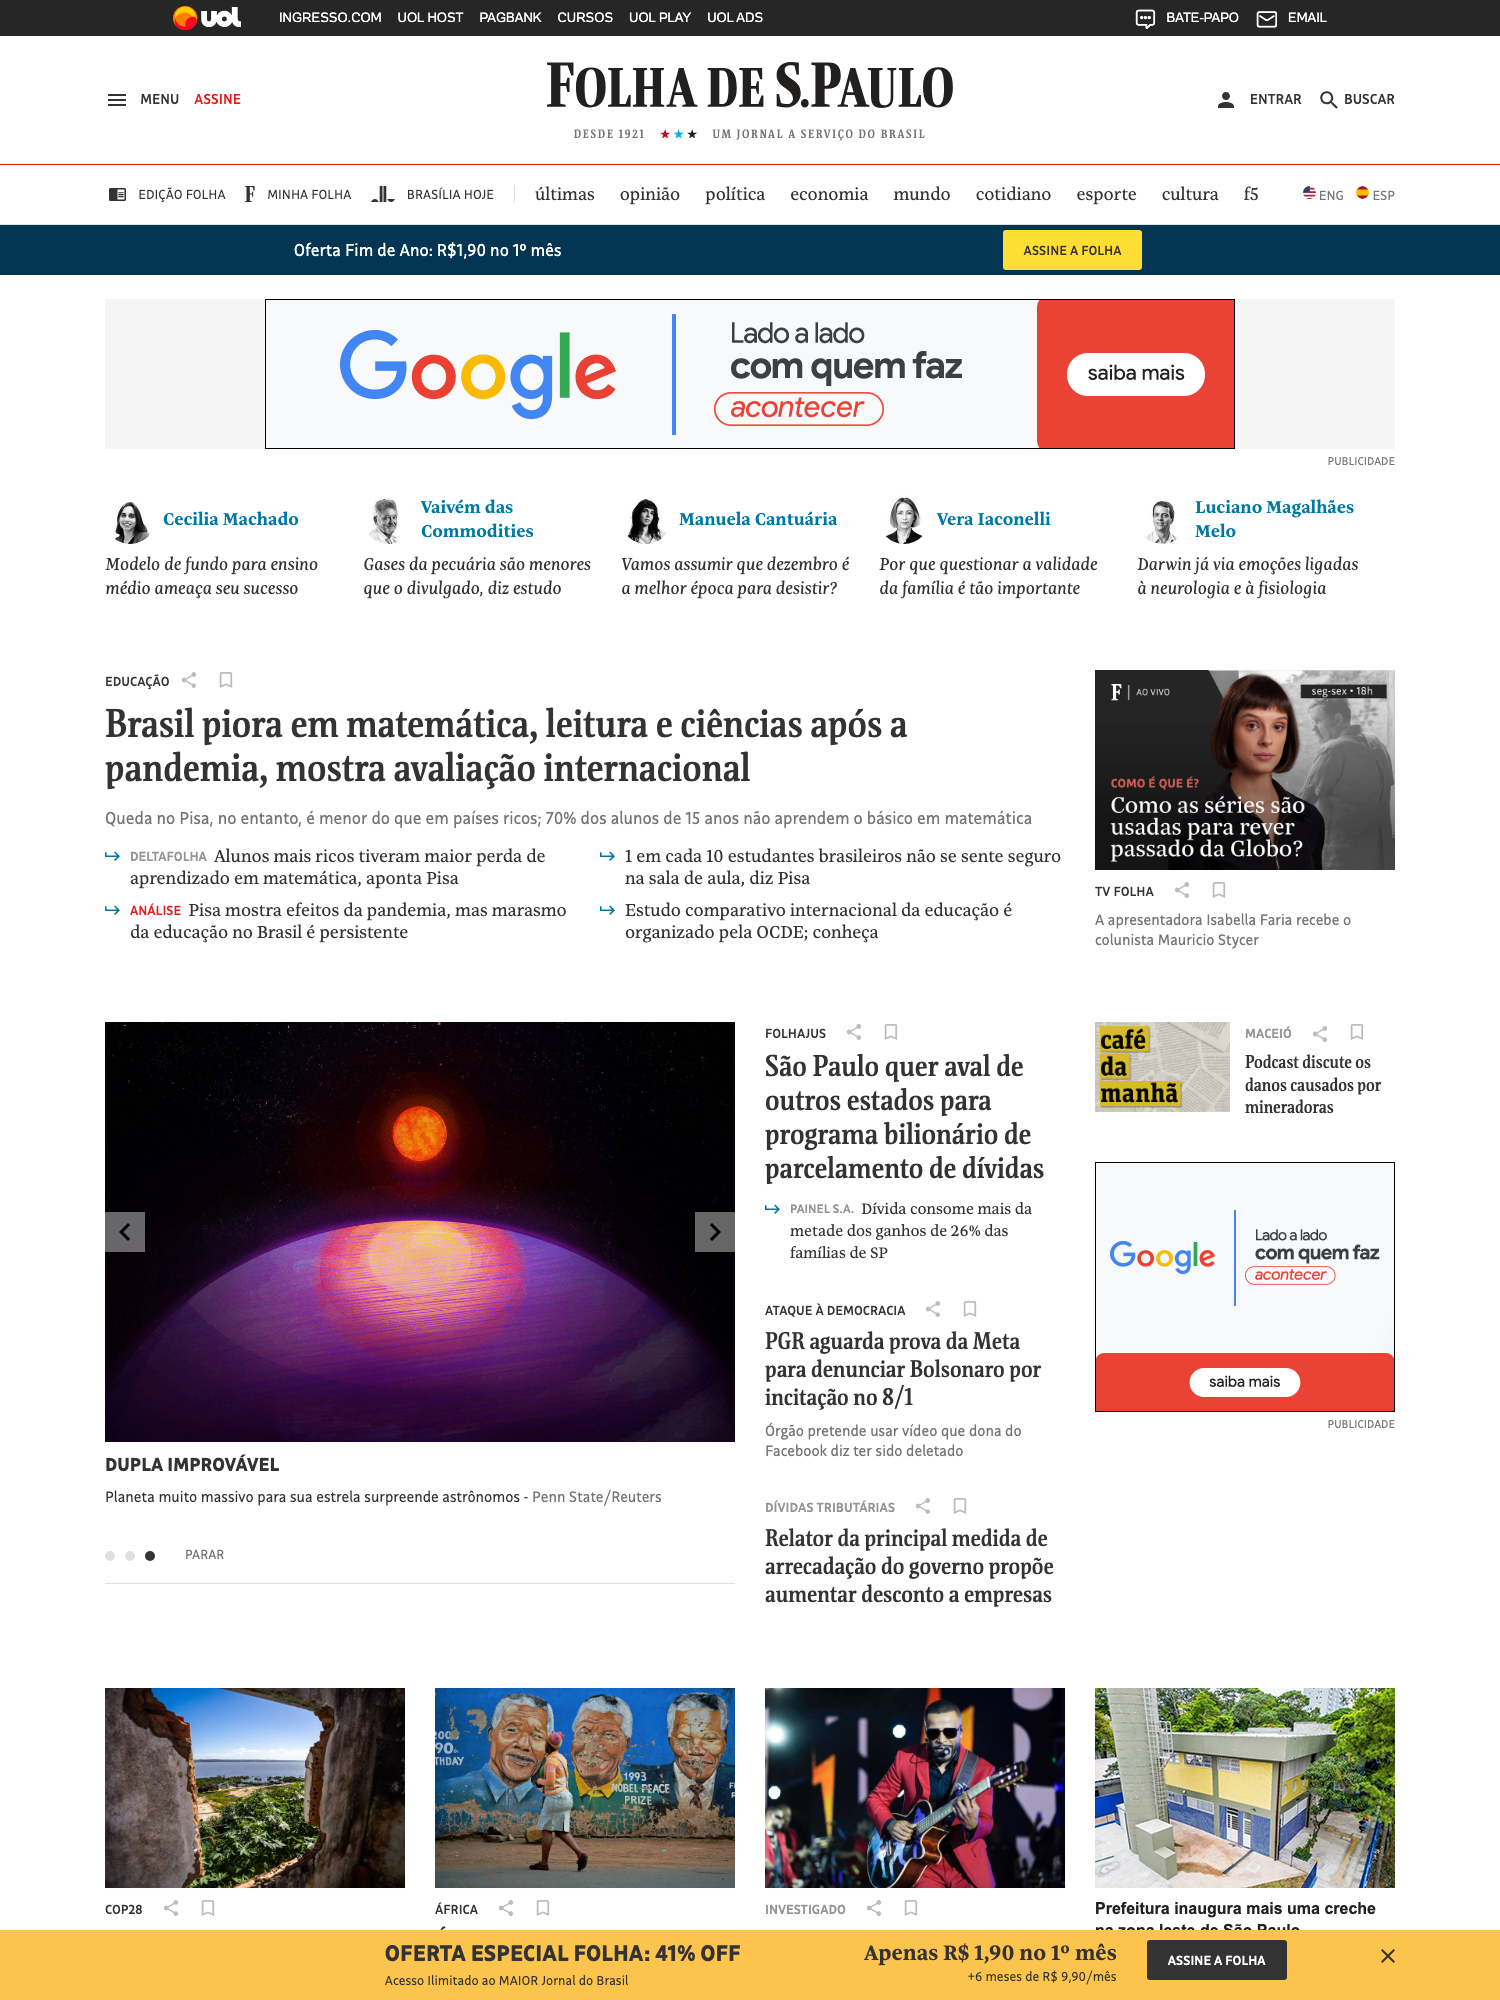 uol INGRESSO.COM UOL HOST PAGBANK CURSOS UOL PLAY UOL ADS BATE-PAPO EMAIL
MENU ASSINE FOLHA DE S.PAULO ENTRAR BUSCAR
DESDE 1921 ★★★ UM JORNAL A SERVIÇO DO BRASIL
EDIÇÃO FOLHA F MINHA FOLHA BRASÍLIA HOJE últimas opinião política economia mundo cotidiano esporte cultura f5 ENG ESP
Oferta Fim de Ano: R$1,90 no 1º mês ASSINE A FOLHA
Google
Lado a lado
com quem faz
acontecer
saiba mais
PUBLICIDADE
Cecilia Machado
Modelo de fundo para ensino
médio ameaça seu sucesso
Vaivém das
Commodities
Gases da pecuária são menores
que o divulgado, diz estudo
Manuela Cantuária
Vamos assumir que dezembro é
a melhor época para desistir?
Vera Iaconelli
Por que questionar a validade
da família é tão importante
Luciano Magalhães
Melo
Darwin já via emoções ligadas
à neurologia e à fisiologia
EDUCAÇÃO
Brasil piora em matemática, leitura e ciências após a
pandemia, mostra avaliação internacional
Queda no Pisa, no entanto, é menor do que em países ricos; 70% dos alunos de 15 anos não aprendem o básico em matemática
DELTAFOLHA Alunos mais ricos tiveram maior perda de
aprendizado em matemática, aponta Pisa
1 em cada 10 estudantes brasileiros não se sente seguro
na sala de aula, diz Pisa
ANÁLISE Pisa mostra efeitos da pandemia, mas marasmo
da educação no Brasil é persistente
Estudo comparativo internacional da educação é
organizado pela OCDE; conheça
F AO VIVO seg-sex • 18h
COMO É QUE É?
Como as séries são
usadas para rever
passado da Globo?
TV FOLHA
A apresentadora Isabella Faria recebe o
colunista Mauricio Stycer
DUPLA IMPROVÁVEL
Planeta muito massivo para sua estrela surpreende astrônomos - Penn State/Reuters
PARAR
FOLHAJUS
São Paulo quer aval de
outros estados para
programa bilionário de
parcelamento de dívidas
PAINEL S.A. Dívida consome mais da
metade dos ganhos de 26% das
famílias de SP
ATAQUE À DEMOCRACIA
PGR aguarda prova da Meta
para denunciar Bolsonaro por
incitação no 8/1
Órgão pretende usar vídeo que dona do
Facebook diz ter sido deletado
DÍVIDAS TRIBUTÁRIAS
Relator da principal medida de
arrecadação do governo propõe
aumentar desconto a empresas
café
da
manhã
MACEIÓ
Podcast discute os
danos causados por
mineradoras
Google
Lado a lado
com quem faz
acontecer
saiba mais
PUBLICIDADE
1993
NOBEL PEACE
PRIZE
COP28
ÁFRICA
INVESTIGADO
Prefeitura inaugura mais uma creche
na zona leste de São Paulo
OFERTA ESPECIAL FOLHA: 41% OFF
Acesso Ilimitado ao MAIOR Jornal do Brasil
Apenas R$ 1,90 no 1º mês
+6 meses de R$ 9,90/mês
ASSINE A FOLHA